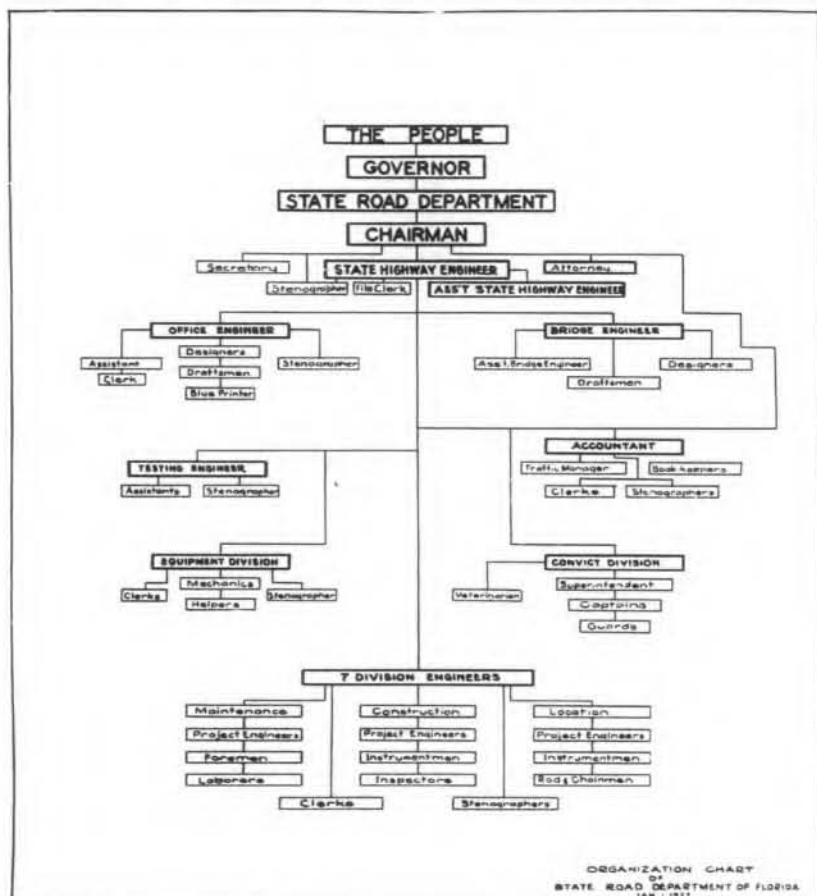 THE PEOPLE
GOVERNOR
STATE ROAD DEPARTMENT
CHAIRMAN
Secretary
STATE HIGHWAY ENGINEER
Attorney
Stenographer
File Clerk
ASS'T STATE HIGHWAY ENGINEER
OFFICE ENGINEER
BRIDGE ENGINEER
Assistant
Clerk
Designers
Draftsmen
Blue Printer
Stenographer
Ass't. Bridge Engineer
Draftsmen
Designers
TESTING ENGINEER
Assistants
Stenographer
ACCOUNTANT
Traffic Manager
Book keepers
Clerks
Stenographers
EQUIPMENT DIVISION
Clerks
Mechanics
Helpers
Stenographer
CONVICT DIVISION
Veterinarian
Superintendent
Captains
Guards
7 DIVISION ENGINEERS
Maintenance
Project Engineers
Foremen
Laborers
Construction
Project Engineers
Instrumentmen
Inspectors
Location
Project Engineers
Instrumentmen
Rod & Chainmen
Clerks
Stenographers
ORGANIZATION CHART
OF
STATE ROAD DEPARTMENT OF FLORIDA